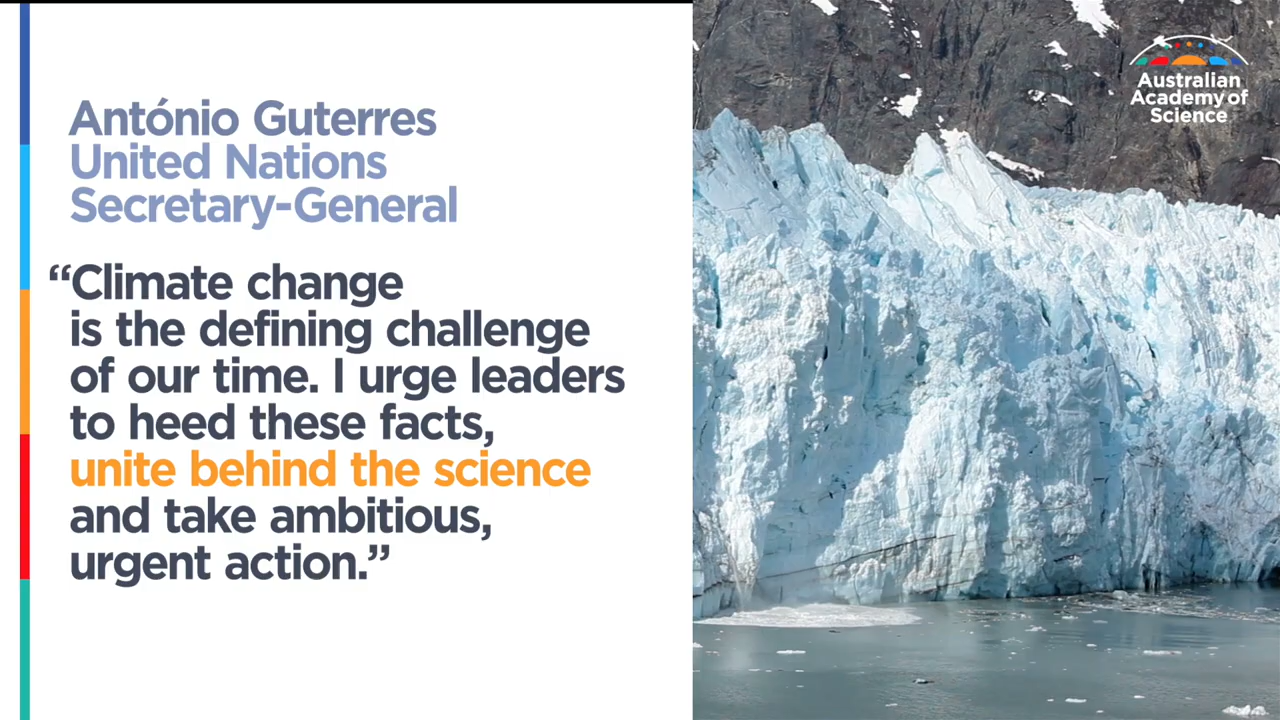 António Guterres
United Nations
Secretary-General
“Climate change
is the defining challenge
of our time. I urge leaders
to heed these facts,
unite behind the science
and take ambitious,
urgent action.”
Australian
Academy of
Science